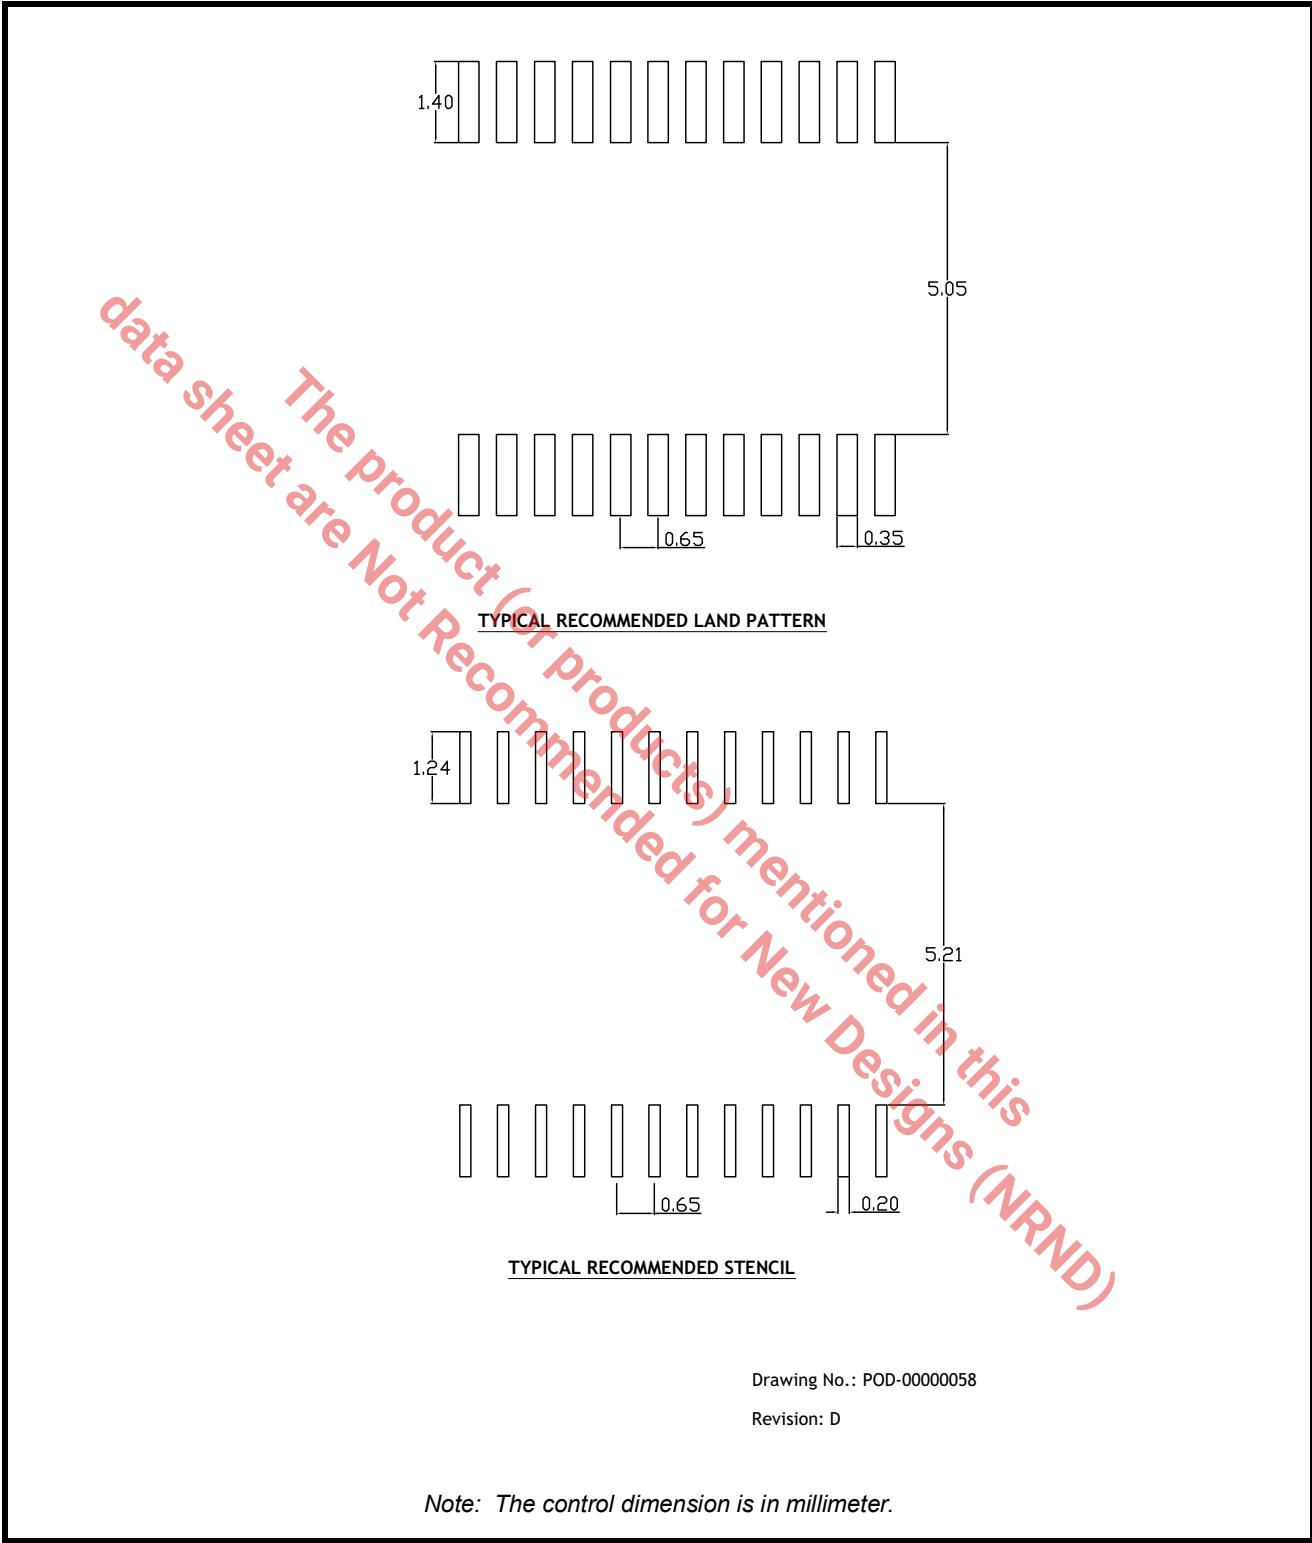 1.40
5.05
0.65
0.35
TYPICAL RECOMMENDED LAND PATTERN
The product (or products) mentioned in this
data sheet are Not Recommended for New Designs (NRND)
1.24
5.21
0.65
0.20
TYPICAL RECOMMENDED STENCIL
Drawing No.: POD-00000058
Revision: D
Note: The control dimension is in millimeter.